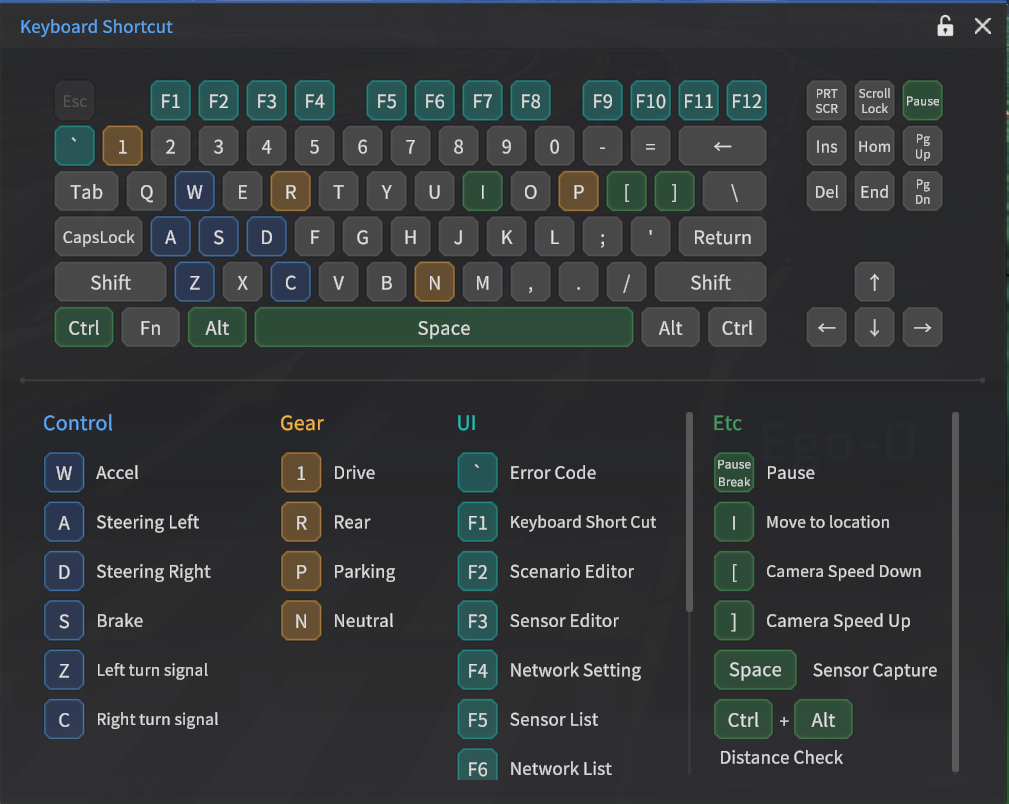 Keyboard Shortcut
Esc F1 F2 F3 F4 F5 F6 F7 F8 F9 F10 F11 F12 PRT SCR Scroll Lock Pause
` 1 2 3 4 5 6 7 8 9 0 - = ← Ins Hom Pg Up
Tab Q W E R T Y U I O P [ ] \ Del End Pg Dn
CapsLock A S D F G H J K L ; ' Return
Shift Z X C V B N M , . / Shift ↑
Ctrl Fn Alt Space Alt Ctrl ← ↓ →
Control
W Accel
A Steering Left
D Steering Right
S Brake
Z Left turn signal
C Right turn signal
Gear
1 Drive
R Rear
P Parking
N Neutral
UI
` Error Code
F1 Keyboard Short Cut
F2 Scenario Editor
F3 Sensor Editor
F4 Network Setting
F5 Sensor List
F6 Network List
Etc
Ego-0
Pause Break Pause
I Move to location
[ Camera Speed Down
] Camera Speed Up
Space Sensor Capture
Ctrl + Alt
Distance Check